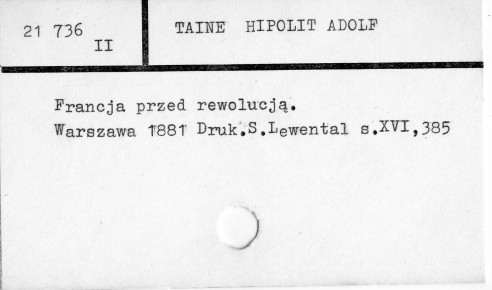 21 736
II
TAINE HIPOLIT ADOLF
Francja przed rewolucją.
Warszawa 1881 Druk.S.Lewental s.XVI,385